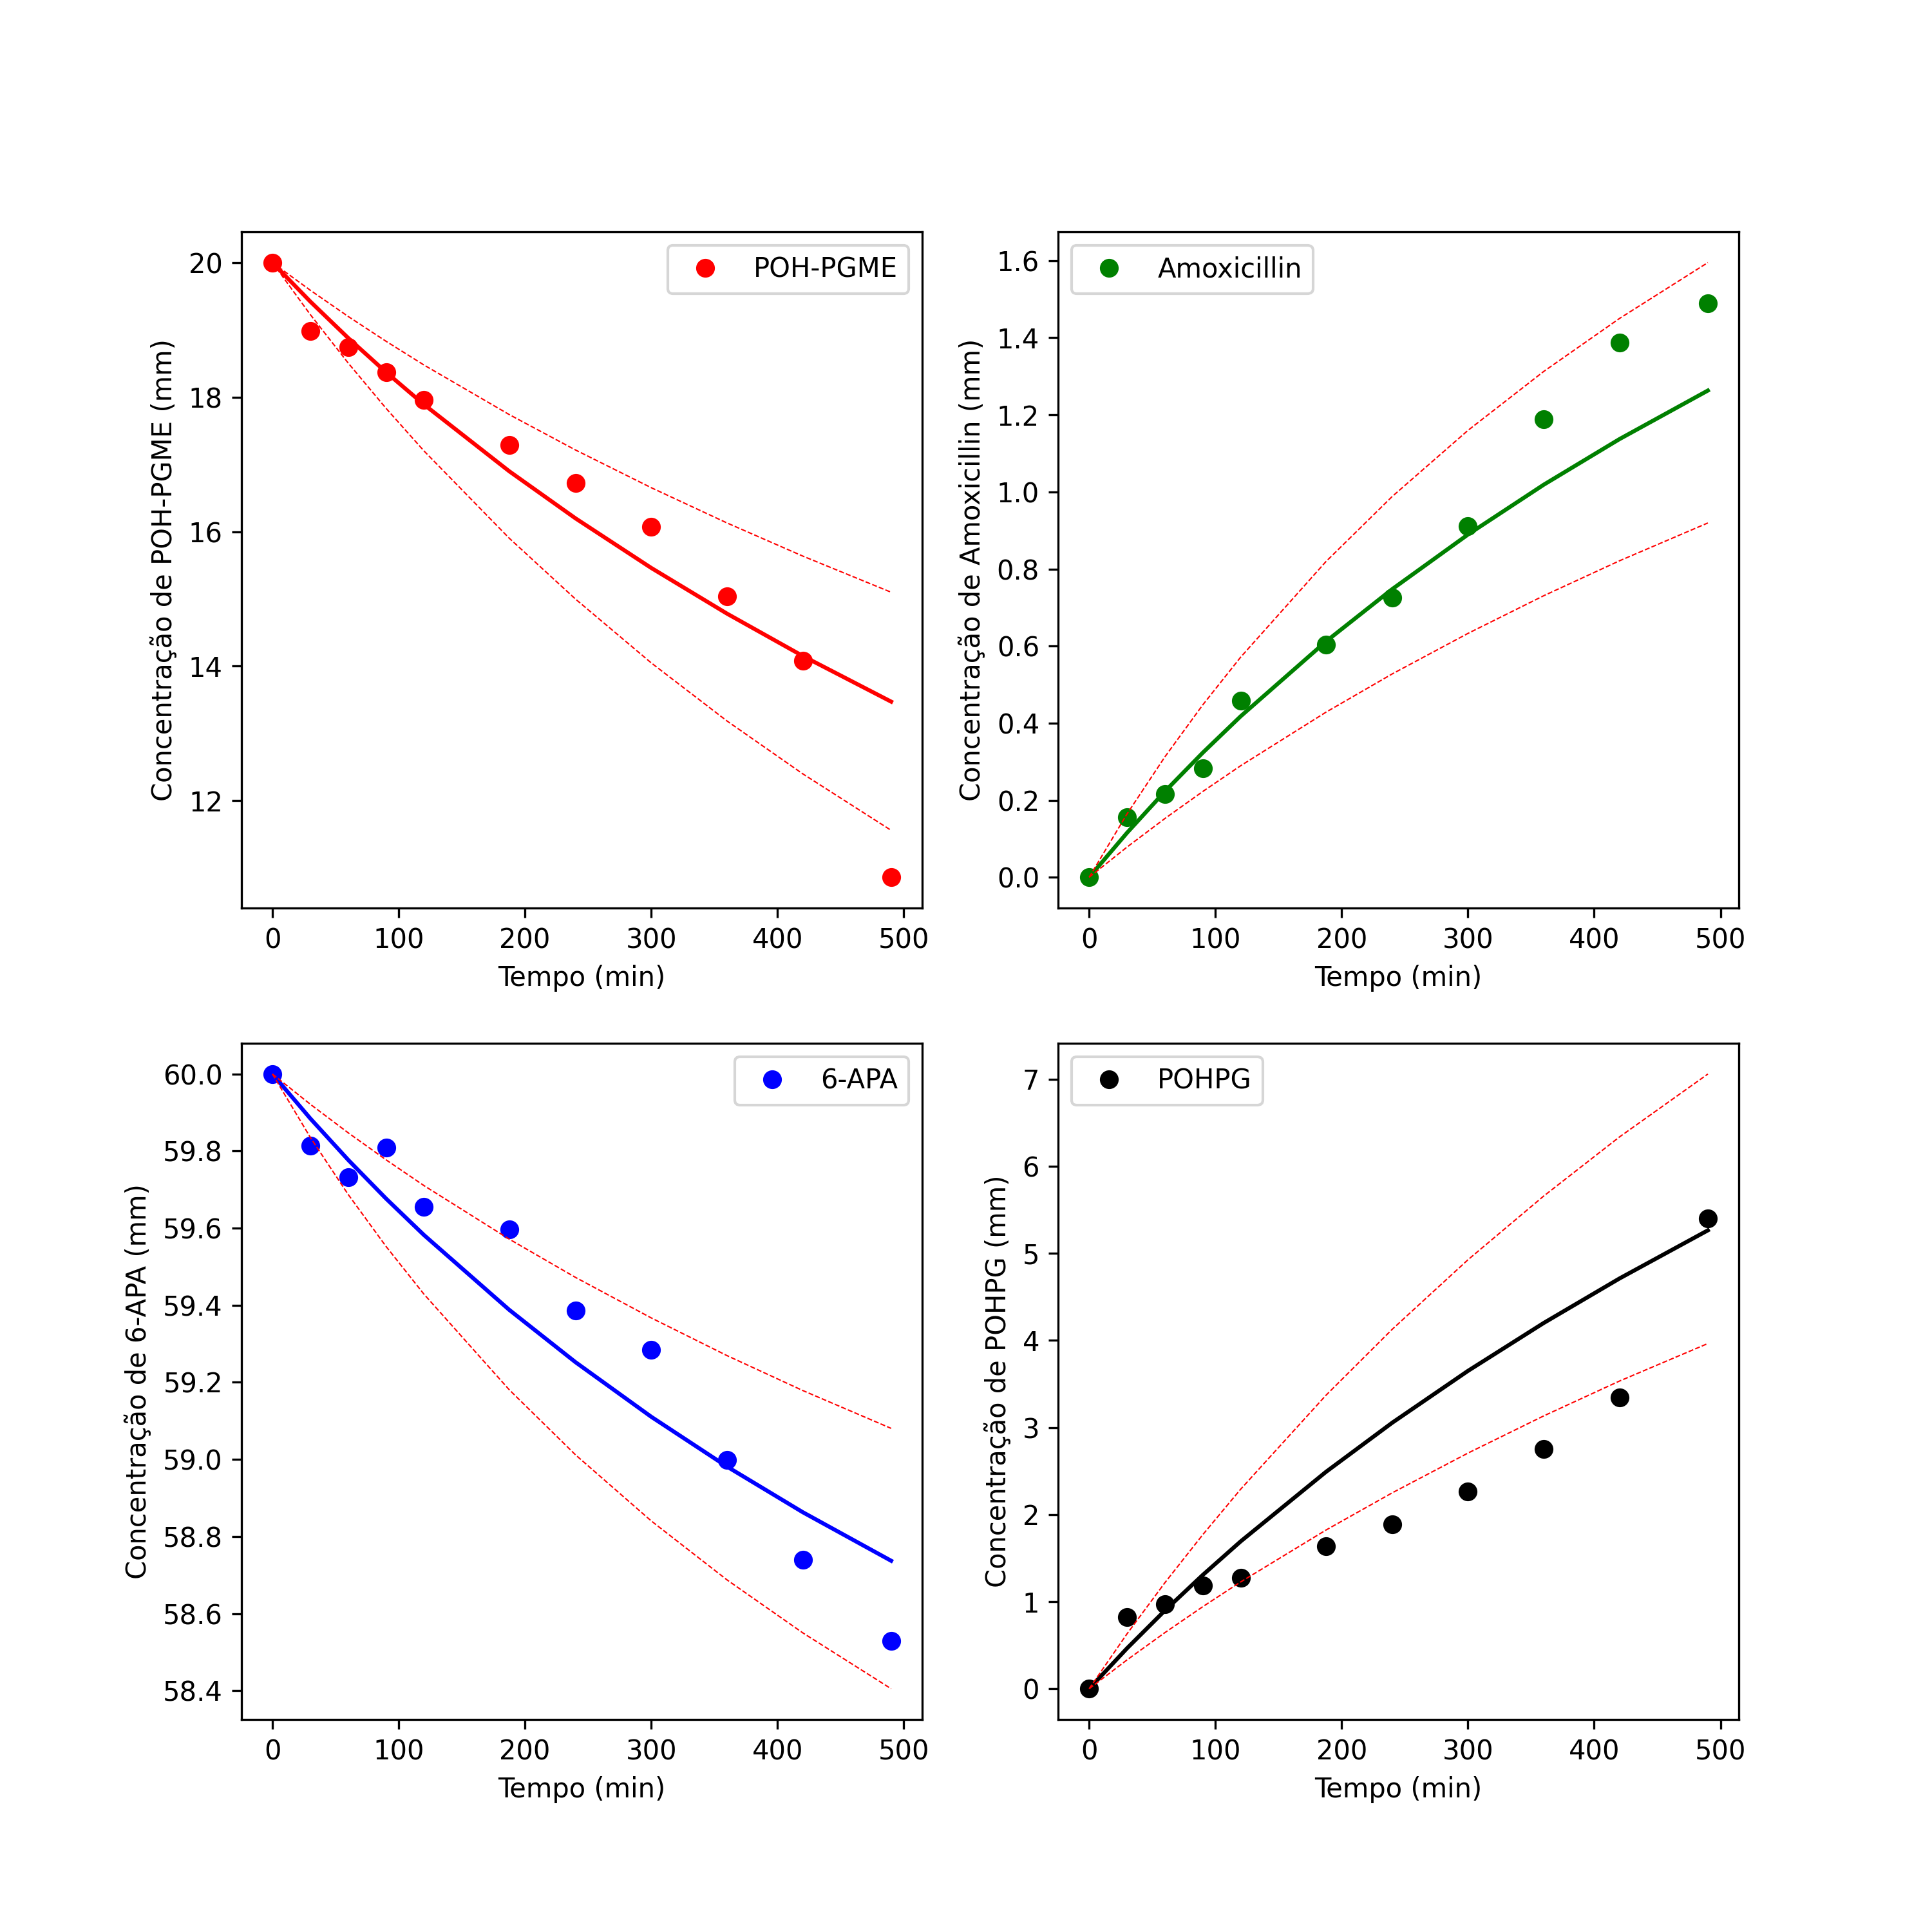 POH-PGME
Concentração de POH-PGME (mm)
20
18
16
14
12
0 100 200 300 400 500
Tempo (min)
Amoxicillin
Concentração de Amoxicillin (mm)
1.6
1.4
1.2
1.0
0.8
0.6
0.4
0.2
0.0
0 100 200 300 400 500
Tempo (min)
6-APA
Concentração de 6-APA (mm)
60.0
59.8
59.6
59.4
59.2
59.0
58.8
58.6
58.4
0 100 200 300 400 500
Tempo (min)
POHPG
Concentração de POHPG (mm)
7
6
5
4
3
2
1
0
0 100 200 300 400 500
Tempo (min)